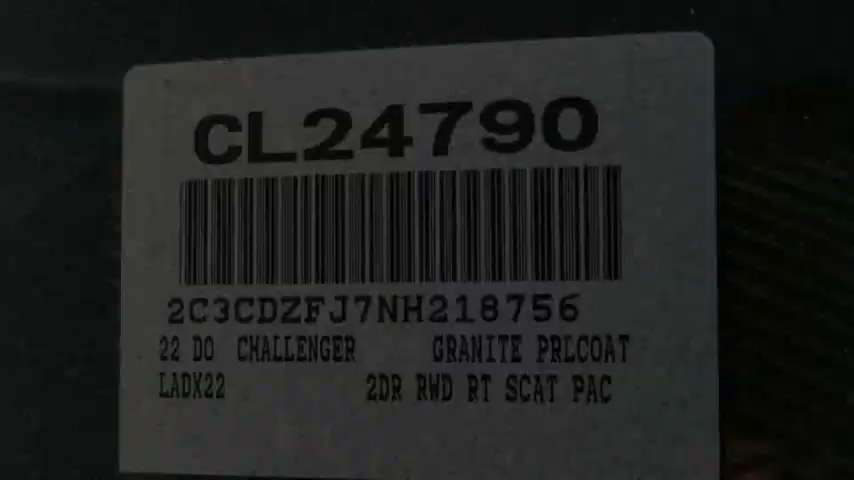 CL24790
2C3CDZFJ7NH218756
22 DO CHALLENGER GRANITE PRLCOAT
LADK22 2DR RWD RT SCAT PAC